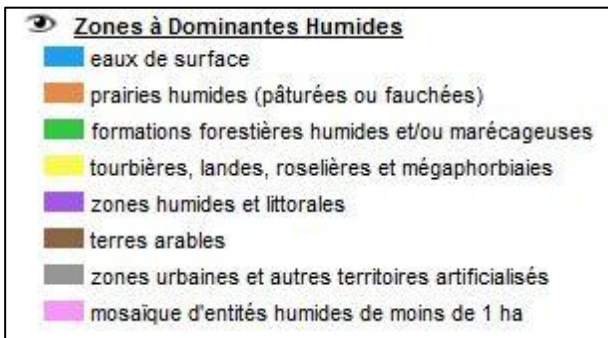 Zones à Dominantes Humides
eaux de surface
prairies humides (pâturées ou fauchées)
formations forestières humides et/ou marécageuses
tourbières, landes, roselières et mégaphorbiaies
zones humides et littorales
terres arables
zones urbaines et autres territoires artificialisés
mosaïque d'entités humides de moins de 1 ha